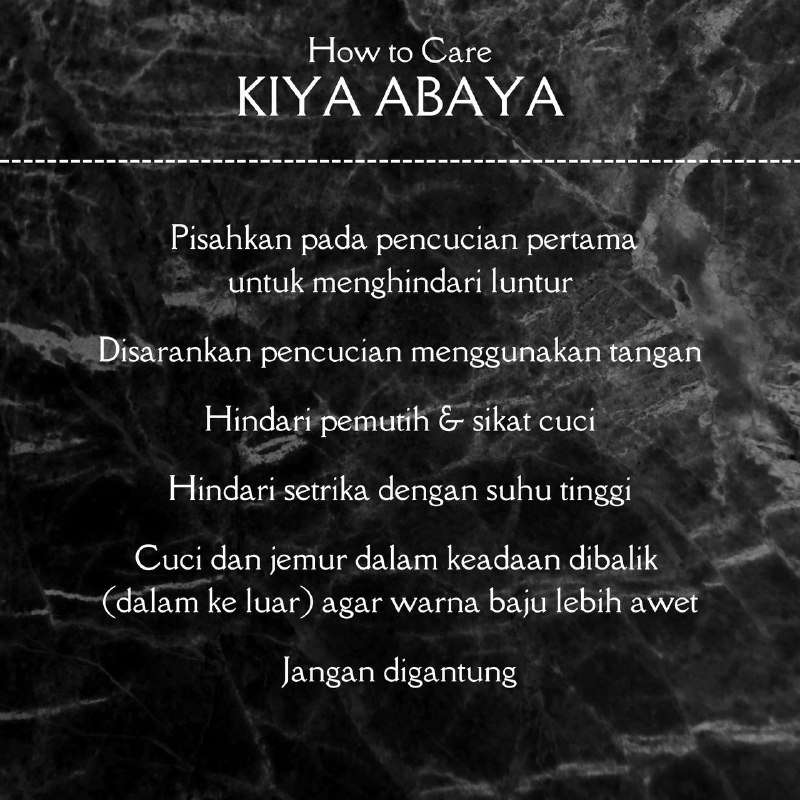 How to Care
KIYA ABAYA
Pisahkan pada pencucian pertama
untuk menghindari luntur
Disarankan pencucian menggunakan tangan
Hindari pemutih & sikat cuci
Hindari setrika dengan suhu tinggi
Cuci dan jemur dalam keadaan dibalik
(dalam ke luar) agar warna baju lebih awet
Jangan digantung